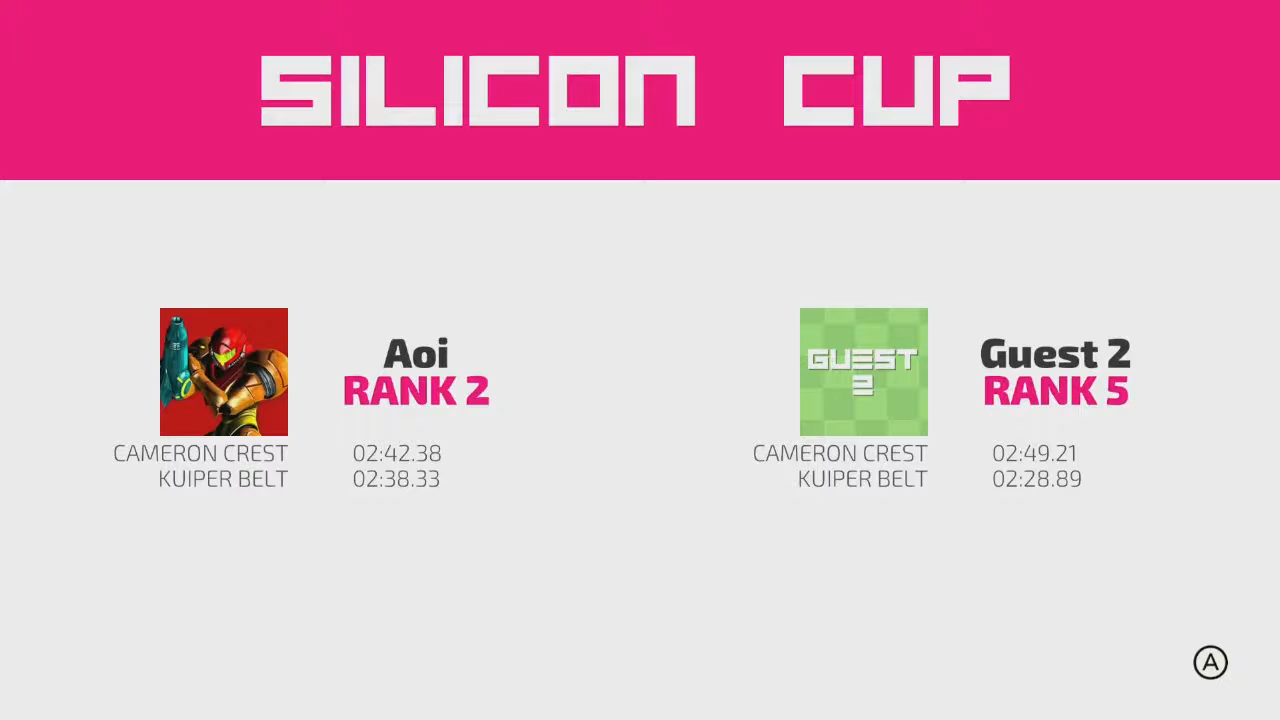 SILICON CUP
Aoi
RANK 2
CAMERON CREST 02:42.38
KUIPER BELT 02:38.33
GUEST
2
Guest 2
RANK 5
CAMERON CREST 02:49.21
KUIPER BELT 02:28.89
A